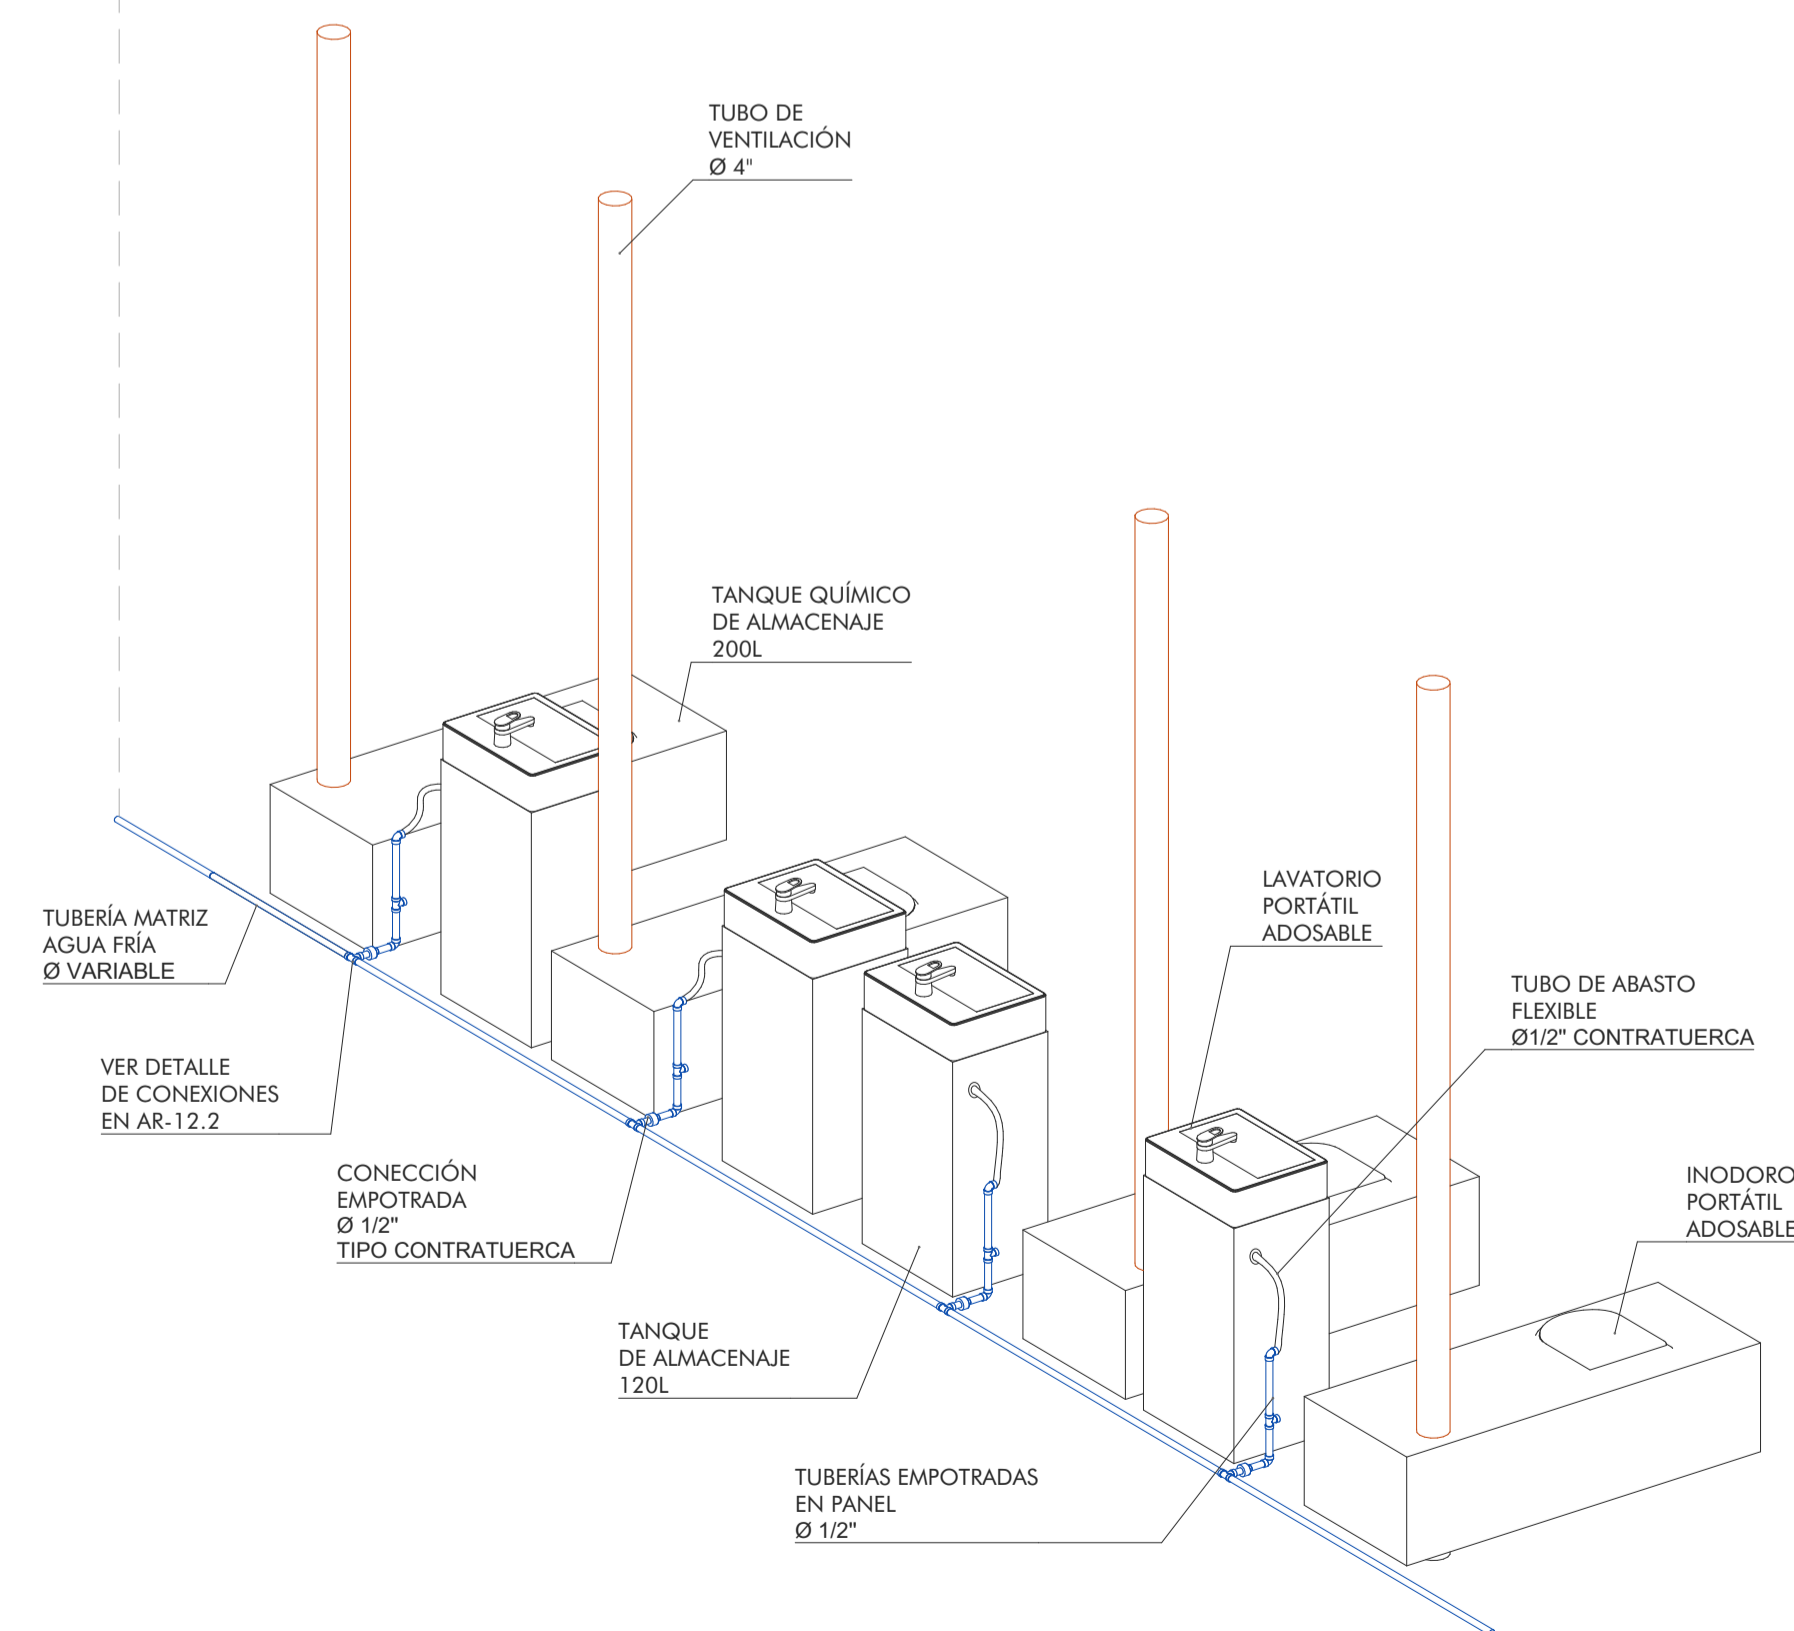 TUBO DE
VENTILACIÓN
Ø 4"
TANQUE QUÍMICO
DE ALMACENAJE
200L
LAVATORIO
PORTÁTIL
ADOSABLE
TUBERÍA MATRIZ
AGUA FRÍA
Ø VARIABLE
TUBO DE ABASTO
FLEXIBLE
Ø1/2" CONTRATUERCA
VER DETALLE
DE CONEXIONES
EN AR-12.2
CONECCIÓN
EMPOTRADA
Ø 1/2"
TIPO CONTRATUERCA
INODORO
PORTÁTIL
ADOSABLE
TANQUE
DE ALMACENAJE
120L
TUBERÍAS EMPOTRADAS
EN PANEL
Ø 1/2"